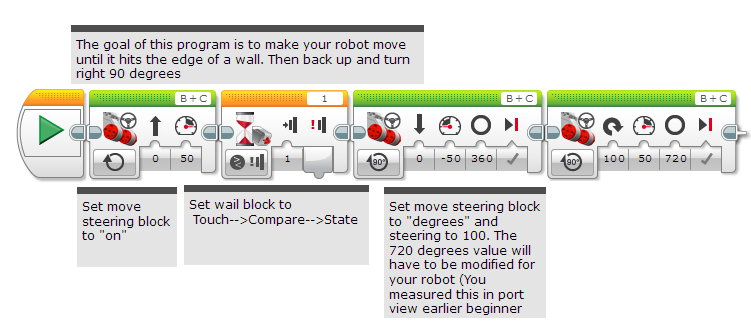 The goal of this program is to make your robot move
until it hits the edge of a wall. Then back up and turn
right 90 degrees
B+C
1
B+C
B+C
0 50
1
90°
0 -50 360
90°
100 50 720
Set move
steering block
to "on"
Set wail block to
Touch-->Compare-->State
Set move steering block
to "degrees" and
steering to 100. The
720 degrees value will
have to be modified for
your robot (You
measured this in port
view earlier beginner